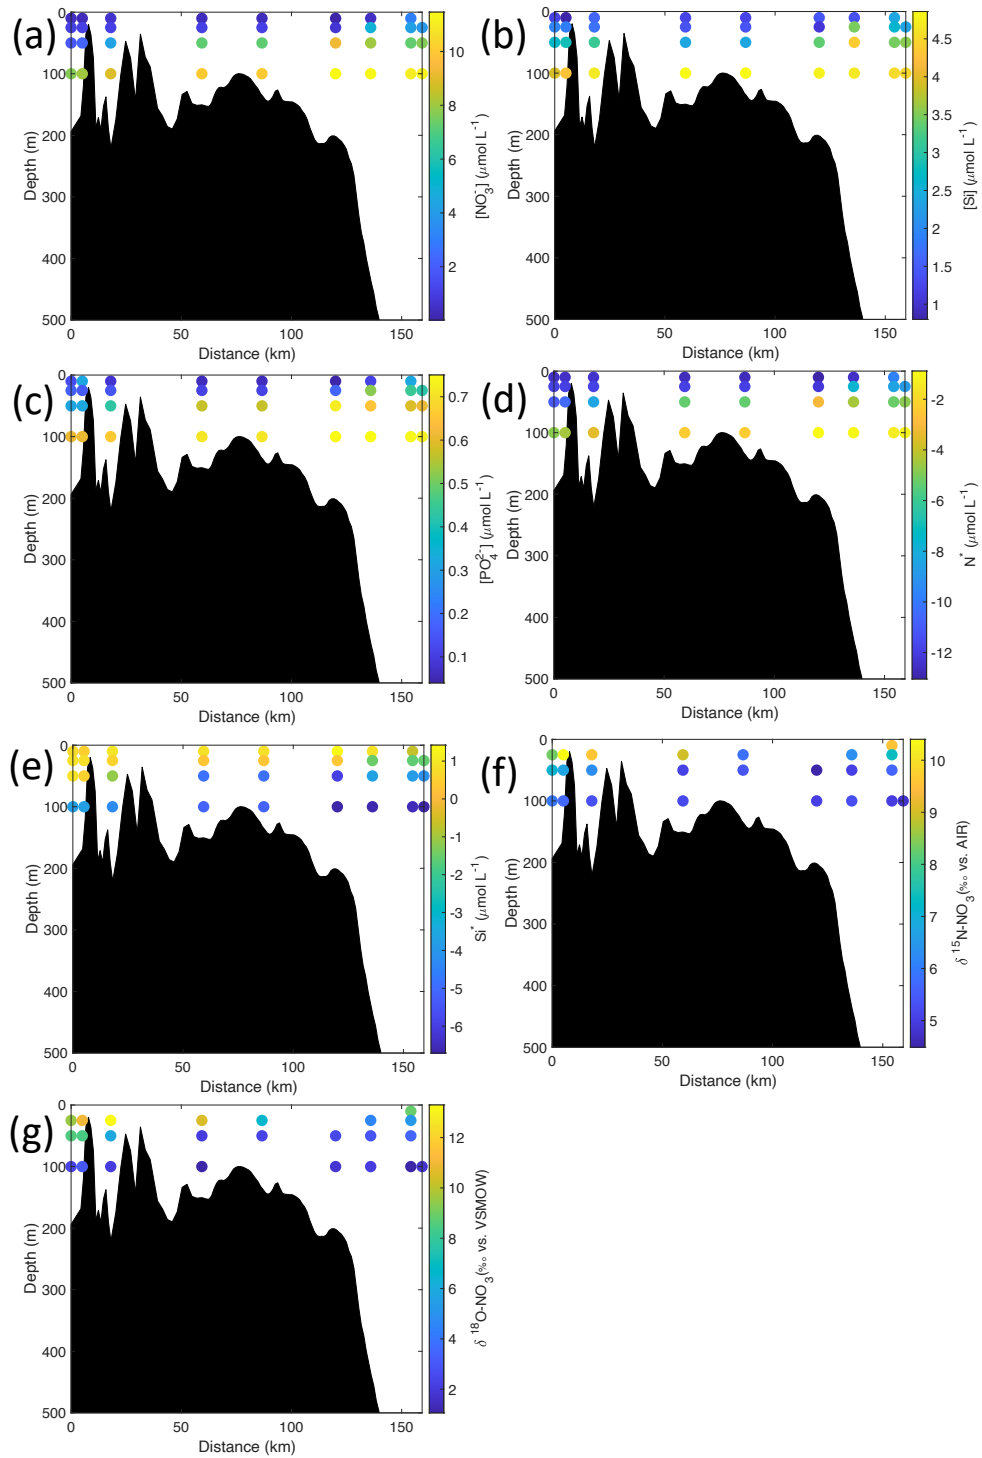 (a)
0
100
200
300
400
500
Depth (m)
0 50 100 150
Distance (km)
10
8
6
4
2
[NO3-] (μmol L-1)
(b)
0
100
200
300
400
500
Depth (m)
0 50 100 150
Distance (km)
4.5
4
3.5
3
2.5
2
1.5
1
[Si] (μmol L-1)
(c)
0
100
200
300
400
500
Depth (m)
0 50 100 150
Distance (km)
0.7
0.6
0.5
0.4
0.3
0.2
0.1
[PO42-] (μmol L-1)
(d)
0
100
200
300
400
500
Depth (m)
0 50 100 150
Distance (km)
-2
-4
-6
-8
-10
-12
N* (μmol L-1)
(e)
0
100
200
300
400
500
Depth (m)
0 50 100 150
Distance (km)
1
0
-1
-2
-3
-4
-5
-6
Si* (μmol L-1)
(f)
0
100
200
300
400
500
Depth (m)
0 50 100 150
Distance (km)
10
9
8
7
6
5
δ 15N-NO3(‰ vs. AIR)
(g)
0
100
200
300
400
500
Depth (m)
0 50 100 150
Distance (km)
12
10
8
6
4
2
δ 18O-NO3(‰ vs. VSMOW)